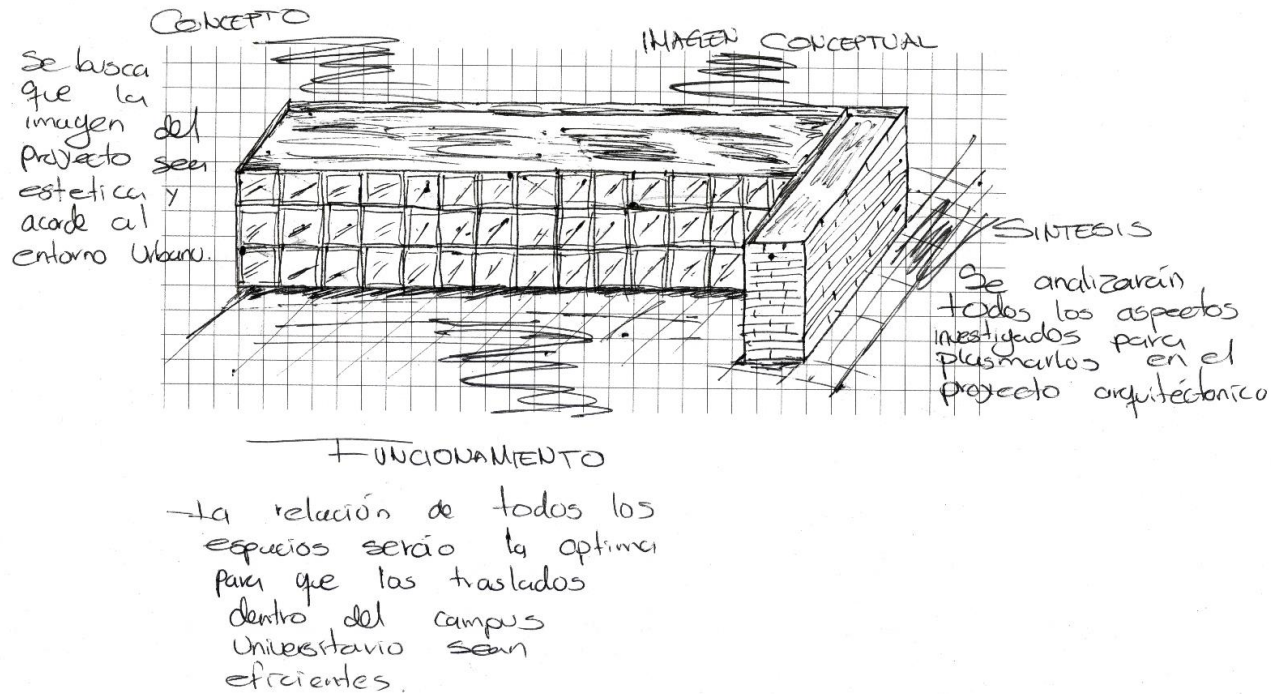 CONCEPTO
Se busca
que la
imagen del
proyecto sea
estetica y
acorde al
entorno Urbano.
IMAGEN CONCEPTUAL
SINTESIS
Se analizarán
todos los aspectos
investigados para
plasmarlos en el
proyecto arquitéctonico
FUNCIONAMIENTO
La relación de todos los
espacios seráo la optima
para que los traslados
dentro del campus
Universitario sean
eficientes.